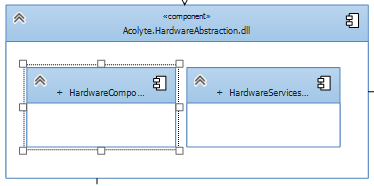 «component»
Acolyte.HardwareAbstraction.dll
+ HardwareCompo...
+ HardwareServices...